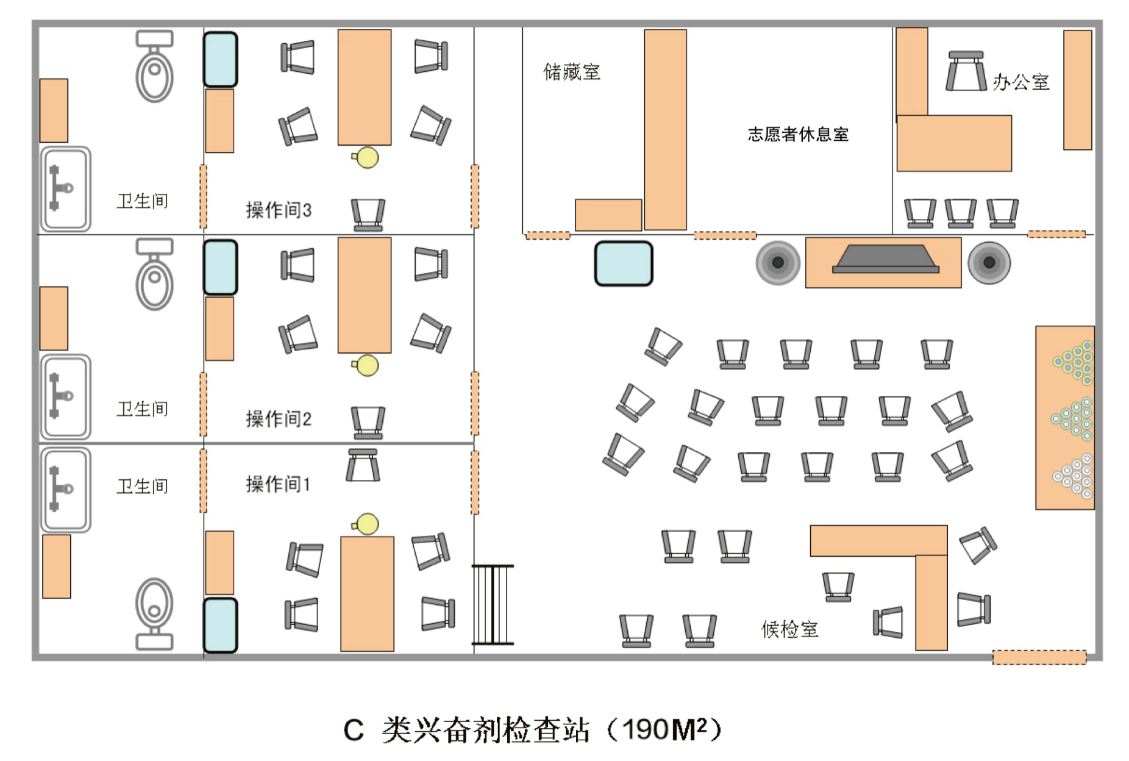 储藏室
办公室
志愿者休息室
卫生间
操作间3
卫生间
操作间2
卫生间
操作间1
候检室
C 类兴奋剂检查站（190M²）